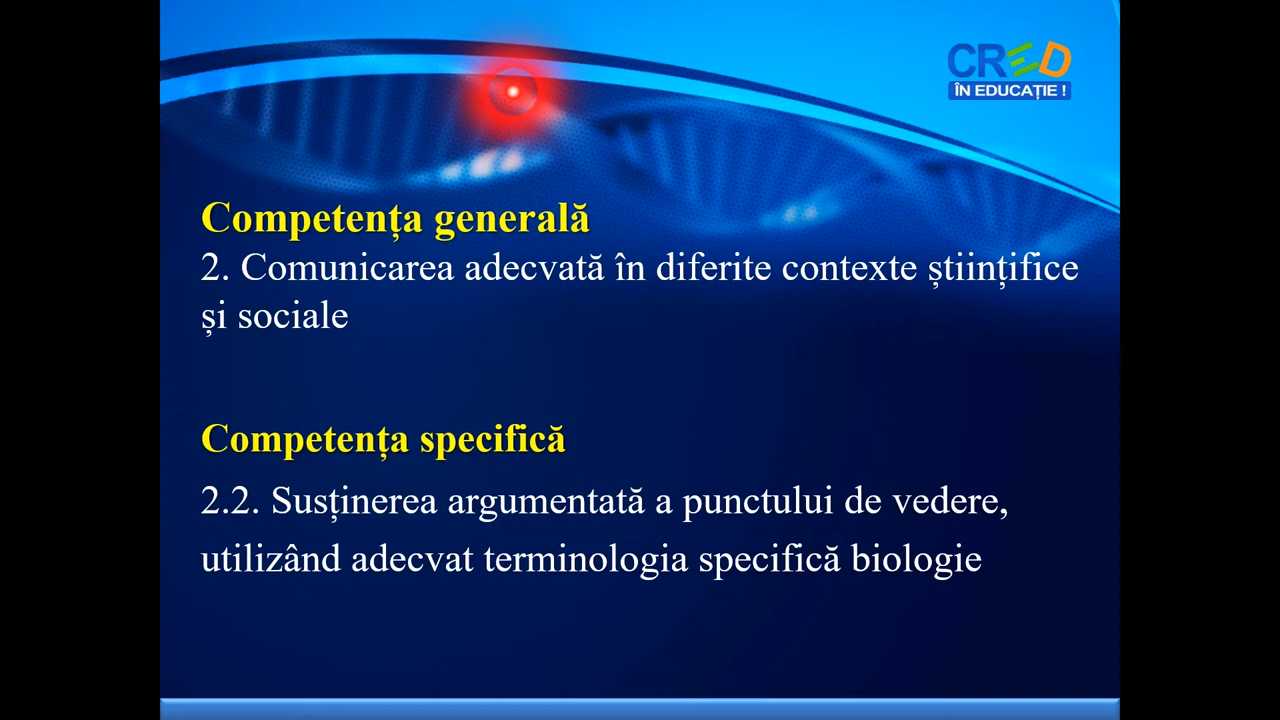 CRED
ÎN EDUCAȚIE !
Competența generală
2. Comunicarea adecvată în diferite contexte științifice
și sociale
Competența specifică
2.2. Susținerea argumentată a punctului de vedere,
utilizând adecvat terminologia specifică biologie